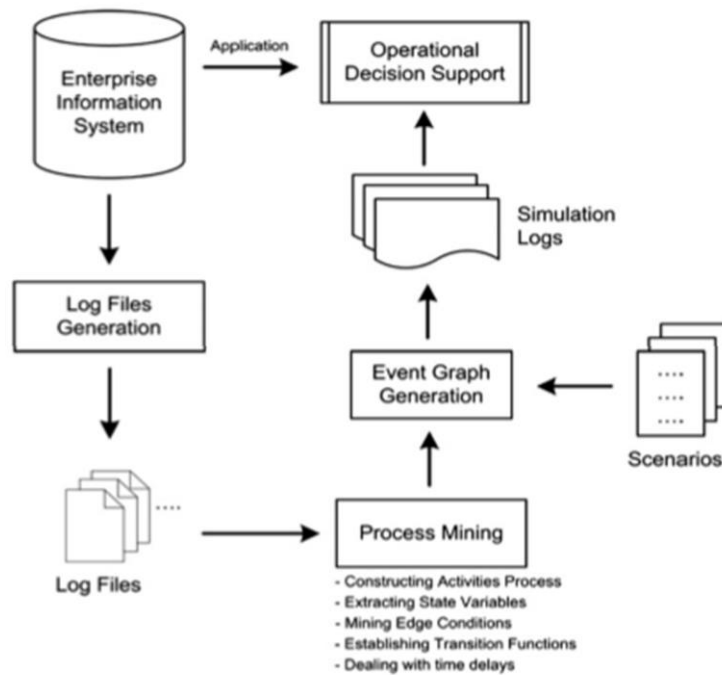 Enterprise
Information
System
Application
Operational
Decision Support
Simulation
Logs
Log Files
Generation
Event Graph
Generation
....
....
....
Scenarios
....
Log Files
Process Mining
- Constructing Activities Process
- Extracting State Variables
- Mining Edge Conditions
- Establishing Transition Functions
- Dealing with time delays